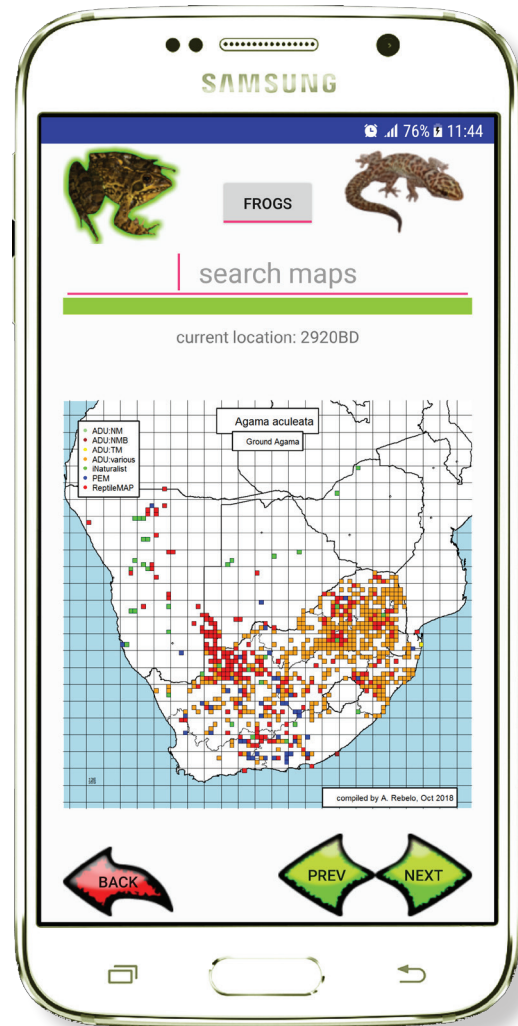 SAMSUNG
76% 11:44
FROGS
search maps
current location: 2920BD
Agama aculeata
Ground Agama
ADU:NM
ADU:NMB
ADU:TM
ADU:various
iNaturalist
PEM
ReptileMAP
compiled by A. Rebelo, Oct 2018
BACK
PREV
NEXT